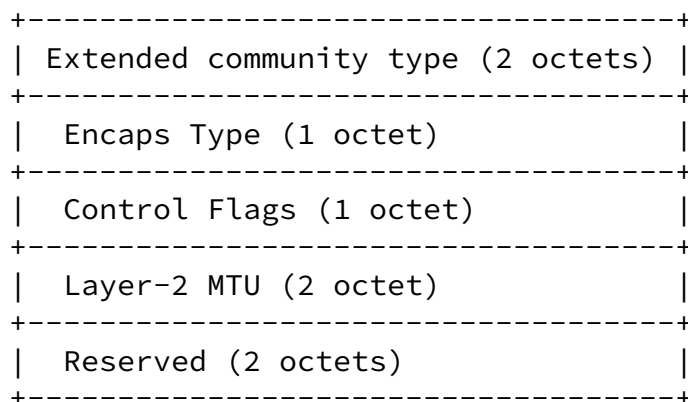 +------------------------------------+
| Extended community type (2 octets) |
+------------------------------------+
|  Encaps Type (1 octet)             |
+------------------------------------+
|  Control Flags (1 octet)           |
+------------------------------------+
|  Layer-2 MTU (2 octet)             |
+------------------------------------+
|  Reserved (2 octets)               |
+------------------------------------+